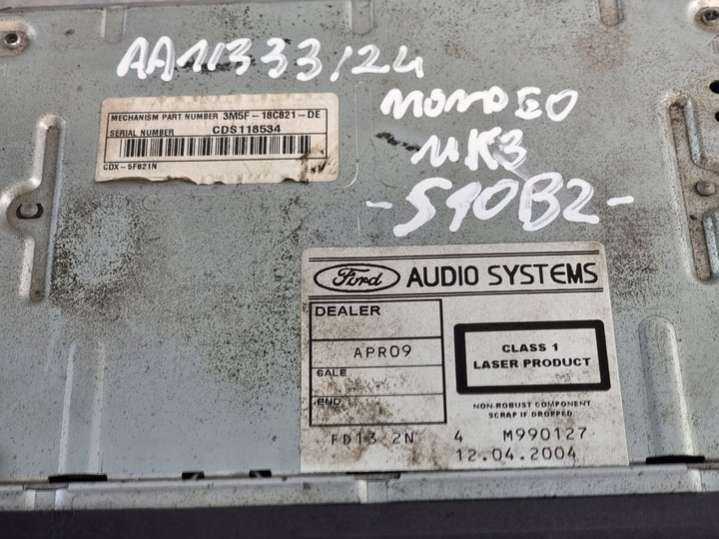 AA11333/24
MONDEO
MK3
-S10B2-
MECHANISM PART NUMBER 3M5F-18C821-DE
SERIAL NUMBER CDS118534
CDX-5F821N
Ford AUDIO SYSTEMS
DEALER
APR09
SALE
END
CLASS 1
LASER PRODUCT
NON-ROBUST COMPONENT
SCRAP IF DROPPED
FD13 2N 4 M990127
12.04.2004